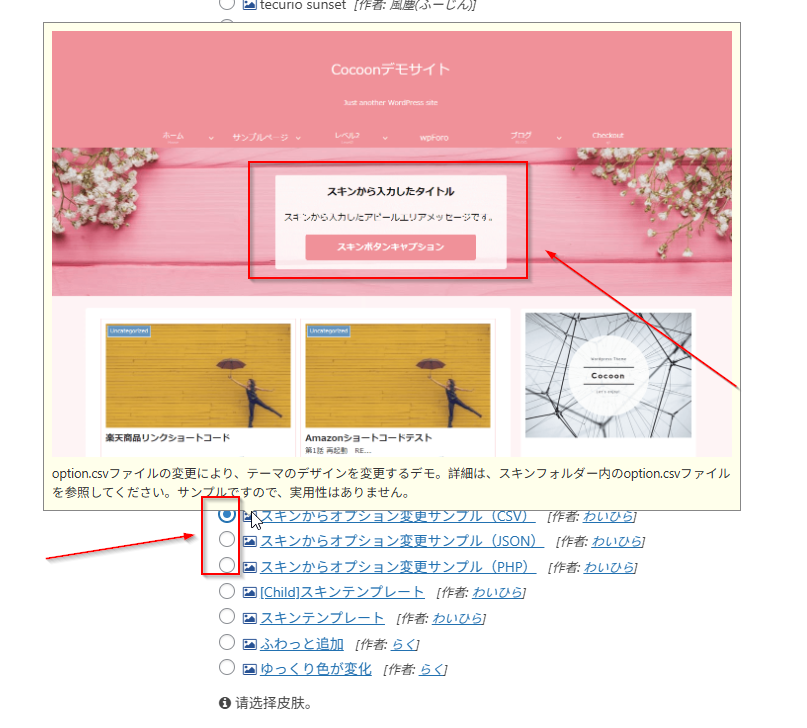 tecurio sunset [作者: 風塵(ふーじん)]
Cocoonデモサイト
Just another WordPress site
ホーム
サンプルページ
レベル2
wpForo
ブログ
Checkout
スキンから入力したタイトル
スキンから入力したアピールエリアメッセージです。
スキンボタンキャプション
Uncategorized
Uncategorized
Wordpress Theme
Cocoon
楽天商品リンクショートコード
Amazonショートコードテスト
第1話 再起動 RE...
option.csvファイルの変更により、テーマのデザインを変更するデモ。詳細は、スキンフォルダー内のoption.csvファイル
を参照してください。サンプルですので、実用性はありません。
スキンからオプション変更サンプル（CSV） [作者: わいひら]
スキンからオプション変更サンプル（JSON） [作者: わいひら]
スキンからオプション変更サンプル（PHP） [作者: わいひら]
[Child]スキンテンプレート [作者: わいひら]
スキンテンプレート [作者: わいひら]
ふわっと追加 [作者: らく]
ゆっくり色が変化 [作者: らく]
请选择皮肤。